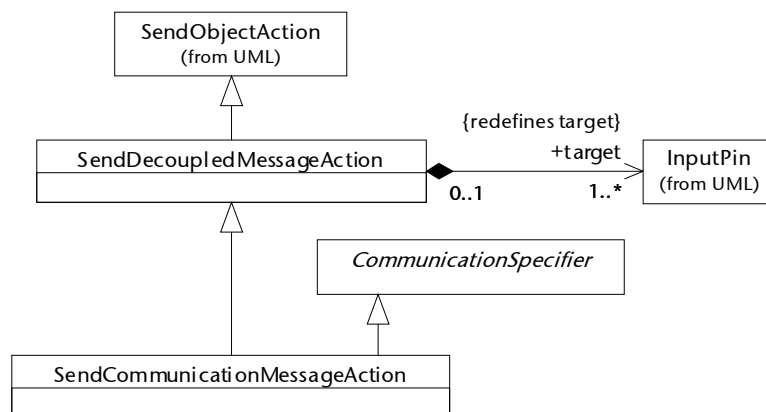 SendObjectAction
(from UML)
{redefines target}
+target
SendDecoupledMessageAction
InputPin
(from UML)
0..1
1..*
CommunicationSpecifier
SendCommunicationMessageAction